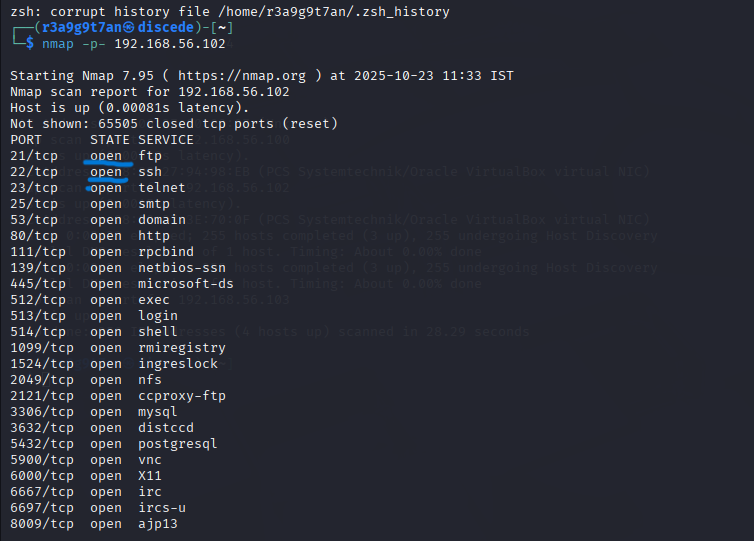 zsh: corrupt history file /home/r3a9g9t7an/.zsh_history
┌──(r3a9g9t7an㉿discede)-[~]
└─$ nmap -p- 192.168.56.102
Starting Nmap 7.95 ( https://nmap.org ) at 2025-10-23 11:33 IST
Nmap scan report for 192.168.56.102
Host is up (0.00081s latency).
Not shown: 65505 closed tcp ports (reset)
PORT STATE SERVICE
21/tcp open ftp
22/tcp open ssh
23/tcp open telnet
25/tcp open smtp
53/tcp open domain
80/tcp open http
111/tcp open rpcbind
139/tcp open netbios-ssn
445/tcp open microsoft-ds
512/tcp open exec
513/tcp open login
514/tcp open shell
1099/tcp open rmiregistry
1524/tcp open ingreslock
2049/tcp open nfs
2121/tcp open ccproxy-ftp
3306/tcp open mysql
3632/tcp open distccd
5432/tcp open postgresql
5900/tcp open vnc
6000/tcp open X11
6667/tcp open irc
6697/tcp open ircs-u
8009/tcp open ajp13